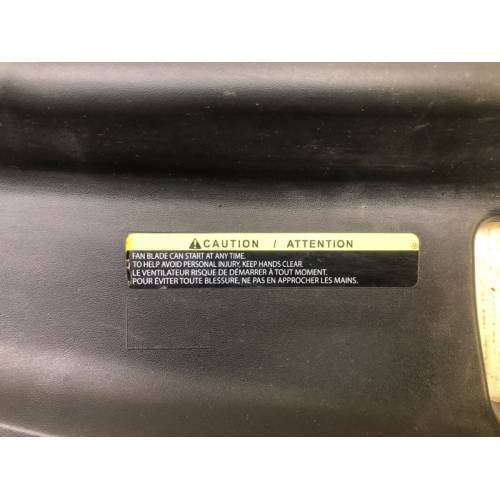 CAUTION / ATTENTION
FAN BLADE CAN START AT ANY TIME.
TO HELP AVOID PERSONAL INJURY, KEEP HANDS CLEAR.
LE VENTILATEUR RISQUE DE DÉMARRER À TOUT MOMENT.
POUR ÉVITER TOUTE BLESSURE, NE PAS EN APPROCHER LES MAINS.